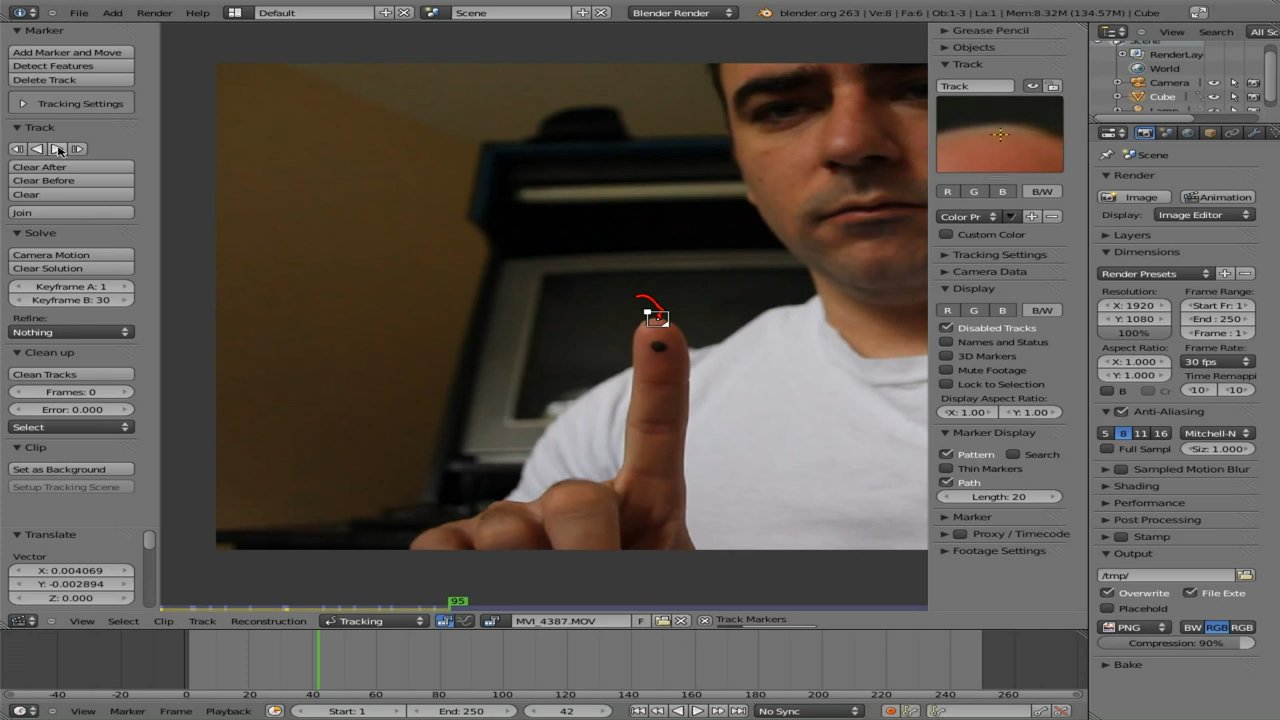 File Add Render Help Default Scene Blender Render blender.org 263 | Ve:8 | Fa:6 | Ob:1-3 | La:1 | Mem:8.32M (134.57M) | Cube
Marker
Add Marker and Move
Detect Features
Delete Track
Tracking Settings
Track
Clear After
Clear Before
Clear
Join
Solve
Camera Motion
Clear Solution
Keyframe A: 1
Keyframe B: 30
Refine:
Nothing
Clean up
Clean Tracks
Frames: 0
Error: 0.000
Select
Clip
Set as Background
Setup Tracking Scene
Translate
Vector
X: 0.004069
Y: -0.002894
Z: 0.000
95
View Select Clip Track Reconstruction Tracking MVI_4387.MOV F Track Markers
-40 -20 0 20 40 60 80 100 120 140 160 180 200 220 240 260
View Marker Frame Playback Start: 1 End: 250 42 No Sync
Grease Pencil
Objects
Track
Track
R G B B/W
Color Pr
Custom Color
Tracking Settings
Camera Data
Display
R G B B/W
Disabled Tracks
Names and Status
3D Markers
Mute Footage
Lock to Selection
Display Aspect Ratio:
X: 1.00 Y: 1.00
Marker Display
Pattern Search
Thin Markers
Path
Length: 20
Marker
Proxy / Timecode
Footage Settings
View Search All Sc
RenderLay
World
Camera
Cube
Scene
Render
Image Animation
Display: Image Editor
Layers
Dimensions
Render Presets
Resolution: Frame Range:
X: 1920 Start Fr: 1
Y: 1080 End : 250
100% Frame : 1
Aspect Ratio: Frame Rate:
X: 1.000 30 fps
Y: 1.000 Time Remappi
B Cr 10 10
Anti-Aliasing
5 8 11 16 Mitchell-N
Full Sampl Siz: 1.000
Sampled Motion Blur
Shading
Performance
Post Processing
Stamp
Output
/tmp/
Overwrite File Exte
Placehold
PNG BW RGB RGB
Compression: 90%
Bake